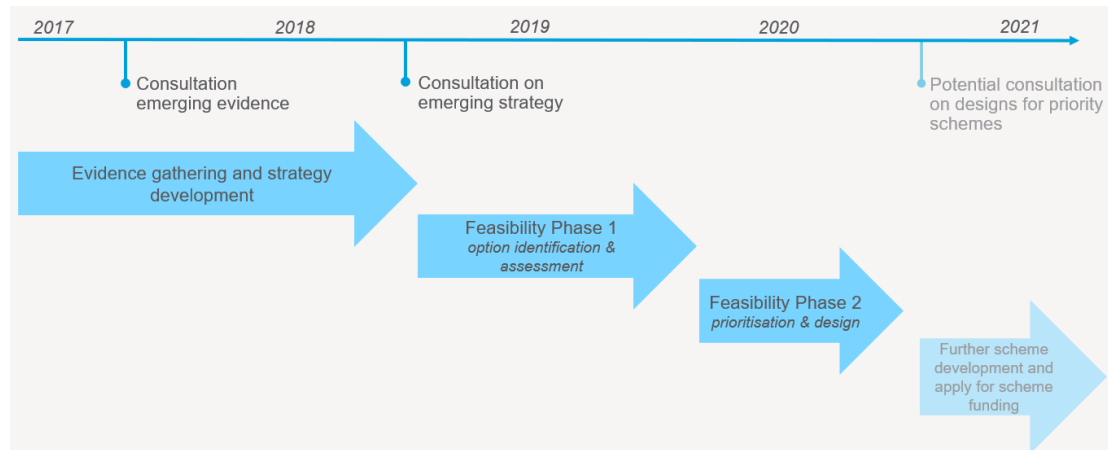 2017 2018 2019 2020 2021
Consultation
emerging evidence
Consultation on
emerging strategy
Potential consultation
on designs for priority
schemes
Evidence gathering and strategy
development
Feasibility Phase 1
option identification &
assessment
Feasibility Phase 2
prioritisation & design
Further scheme
development and
apply for scheme
funding